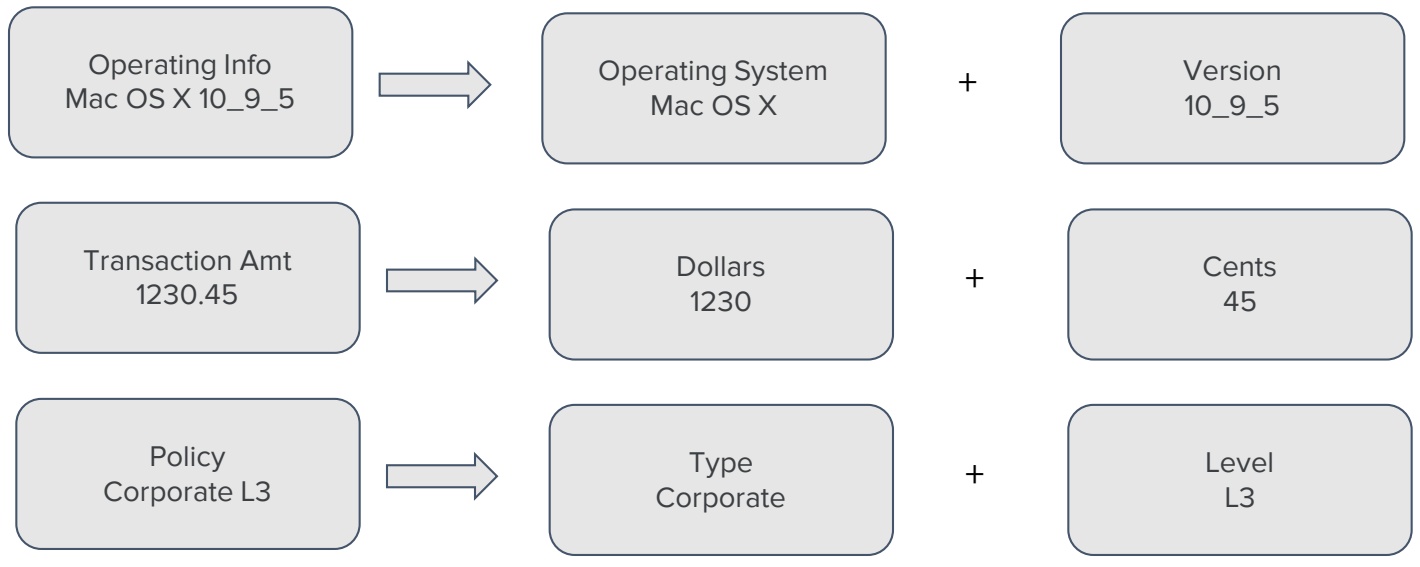 Operating Info
Mac OS X 10_9_5
Operating System
Mac OS X
+
Version
10_9_5
Transaction Amt
1230.45
Dollars
1230
+
Cents
45
Policy
Corporate L3
Type
Corporate
+
Level
L3